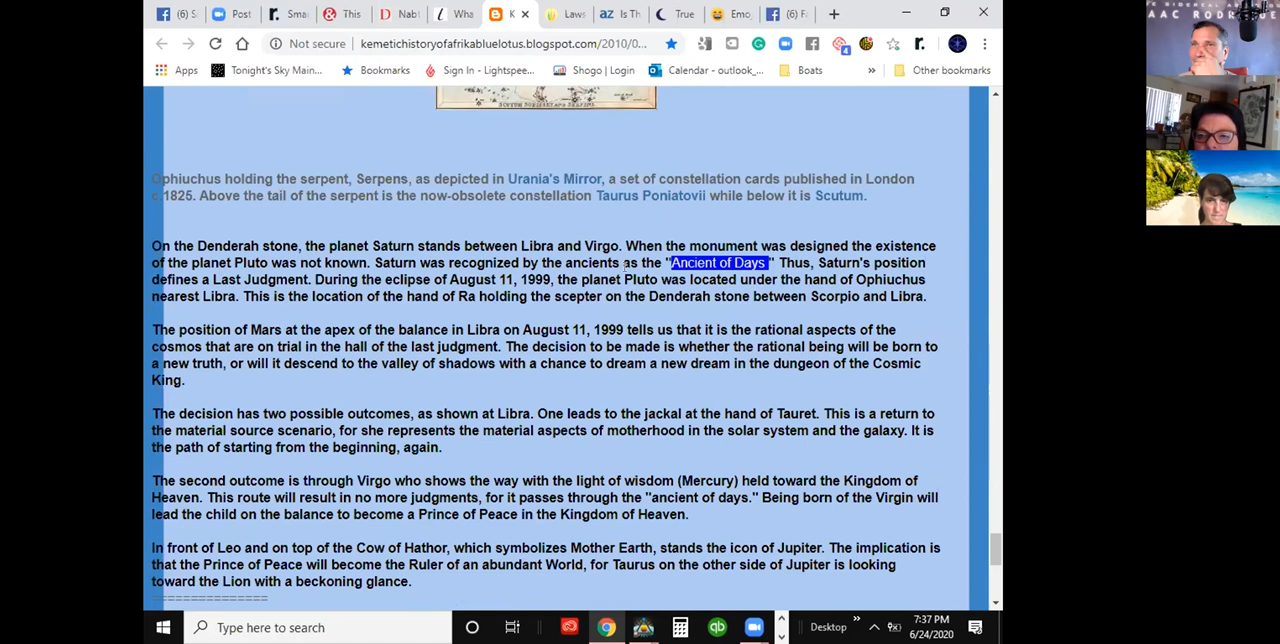 (6) S
Post
Smar
This
Nabt
Wha
K
Laws
Is Th
True
Emo
(6) F
Not secure
kemetichistoryofafrikabluelotus.blogspot.com/2010/0...
4
Apps
Tonight's Sky Main...
Bookmarks
Sign In - Lightspee...
Shogo | Login
Calendar - outlook_...
Boats
»
Other bookmarks
Ophiuchus holding the serpent, Serpens, as depicted in Urania's Mirror, a set of constellation cards published in London
c.1825. Above the tail of the serpent is the now-obsolete constellation Taurus Poniatovii while below it is Scutum.
On the Denderah stone, the planet Saturn stands between Libra and Virgo. When the monument was designed the existence
of the planet Pluto was not known. Saturn was recognized by the ancients as the "Ancient of Days " Thus, Saturn's position
defines a Last Judgment. During the eclipse of August 11, 1999, the planet Pluto was located under the hand of Ophiuchus
nearest Libra. This is the location of the hand of Ra holding the scepter on the Denderah stone between Scorpio and Libra.
The position of Mars at the apex of the balance in Libra on August 11, 1999 tells us that it is the rational aspects of the
cosmos that are on trial in the hall of the last judgment. The decision to be made is whether the rational being will be born to
a new truth, or will it descend to the valley of shadows with a chance to dream a new dream in the dungeon of the Cosmic
King.
The decision has two possible outcomes, as shown at Libra. One leads to the jackal at the hand of Tauret. This is a return to
the material source scenario, for she represents the material aspects of motherhood in the solar system and the galaxy. It is
the path of starting from the beginning, again.
The second outcome is through Virgo who shows the way with the light of wisdom (Mercury) held toward the Kingdom of
Heaven. This route will result in no more judgments, for it passes through the "ancient of days." Being born of the Virgin will
lead the child on the balance to become a Prince of Peace in the Kingdom of Heaven.
In front of Leo and on top of the Cow of Hathor, which symbolizes Mother Earth, stands the icon of Jupiter. The implication is
that the Prince of Peace will become the Ruler of an abundant World, for Taurus on the other side of Jupiter is looking
toward the Lion with a beckoning glance.
===============
Type here to search
Desktop
»
7:37 PM
6/24/2020